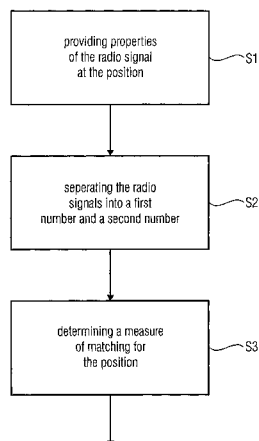 providing properties
of the radio signal
at the position
S1
seperating the radio
signals into a first
number and a second
number
S2
determining a measure
of matching for
the position
S3